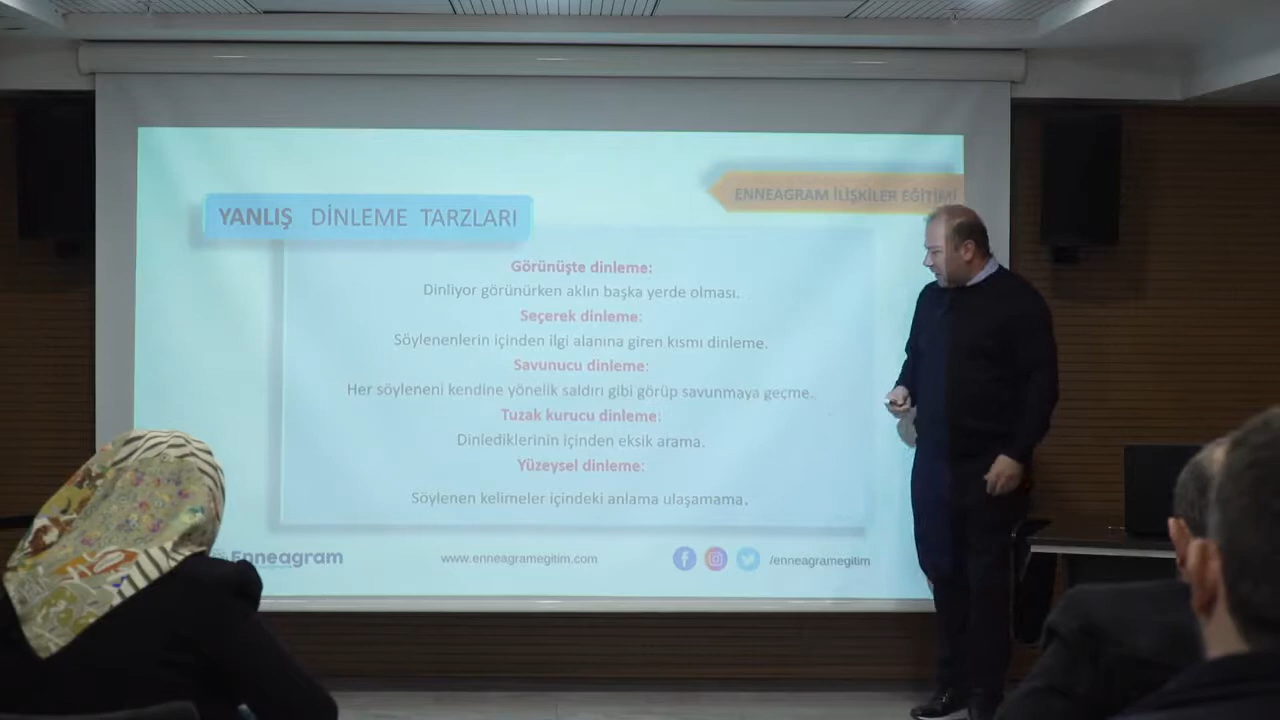 ENNEAGRAM İLİŞKİLER EĞİTİMİ
YANLIŞ DİNLEME TARZLARI
Görünüşte dinleme:
Dinliyor görünürken aklın başka yerde olması.
Seçerek dinleme:
Söylenenlerin içinden ilgi alanına giren kısmı dinleme.
Savunucu dinleme:
Her söyleneni kendine yönelik saldırı gibi görüp savunmaya geçme.
Tuzak kurucu dinleme:
Dinlediklerinin içinden eksik arama.
Yüzeysel dinleme:
Söylenen kelimeler içindeki anlama ulaşamama.
Enneagram
www.enneagramegitim.com
/enneagramegitim